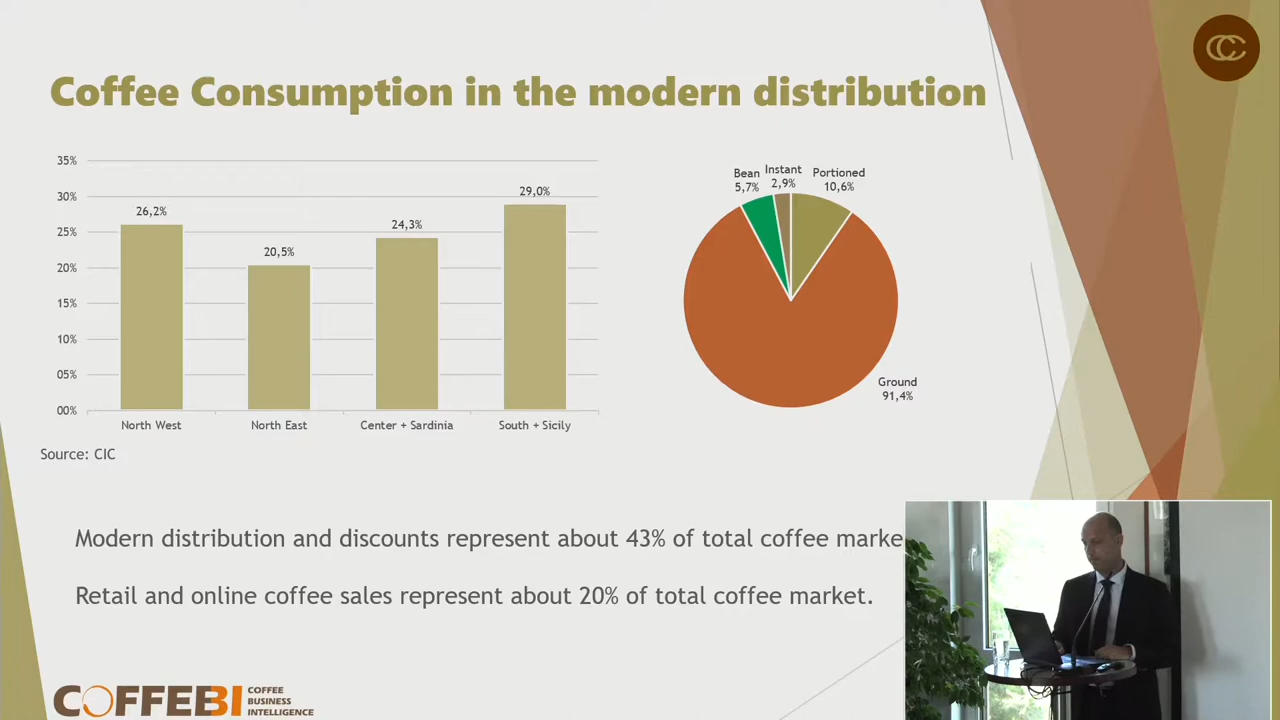 Coffee Consumption in the modern distribution
35%
30%
25%
20%
15%
10%
05%
00%
26,2%
20,5%
24,3%
29,0%
North West
North East
Center + Sardinia
South + Sicily
Bean
5,7%
Instant
2,9%
Portioned
10,6%
Ground
91,4%
Source: CIC
Modern distribution and discounts represent about 43% of total coffee marke
Retail and online coffee sales represent about 20% of total coffee market.
COFFEBI
COFFEE
BUSINESS
INTELLIGENCE